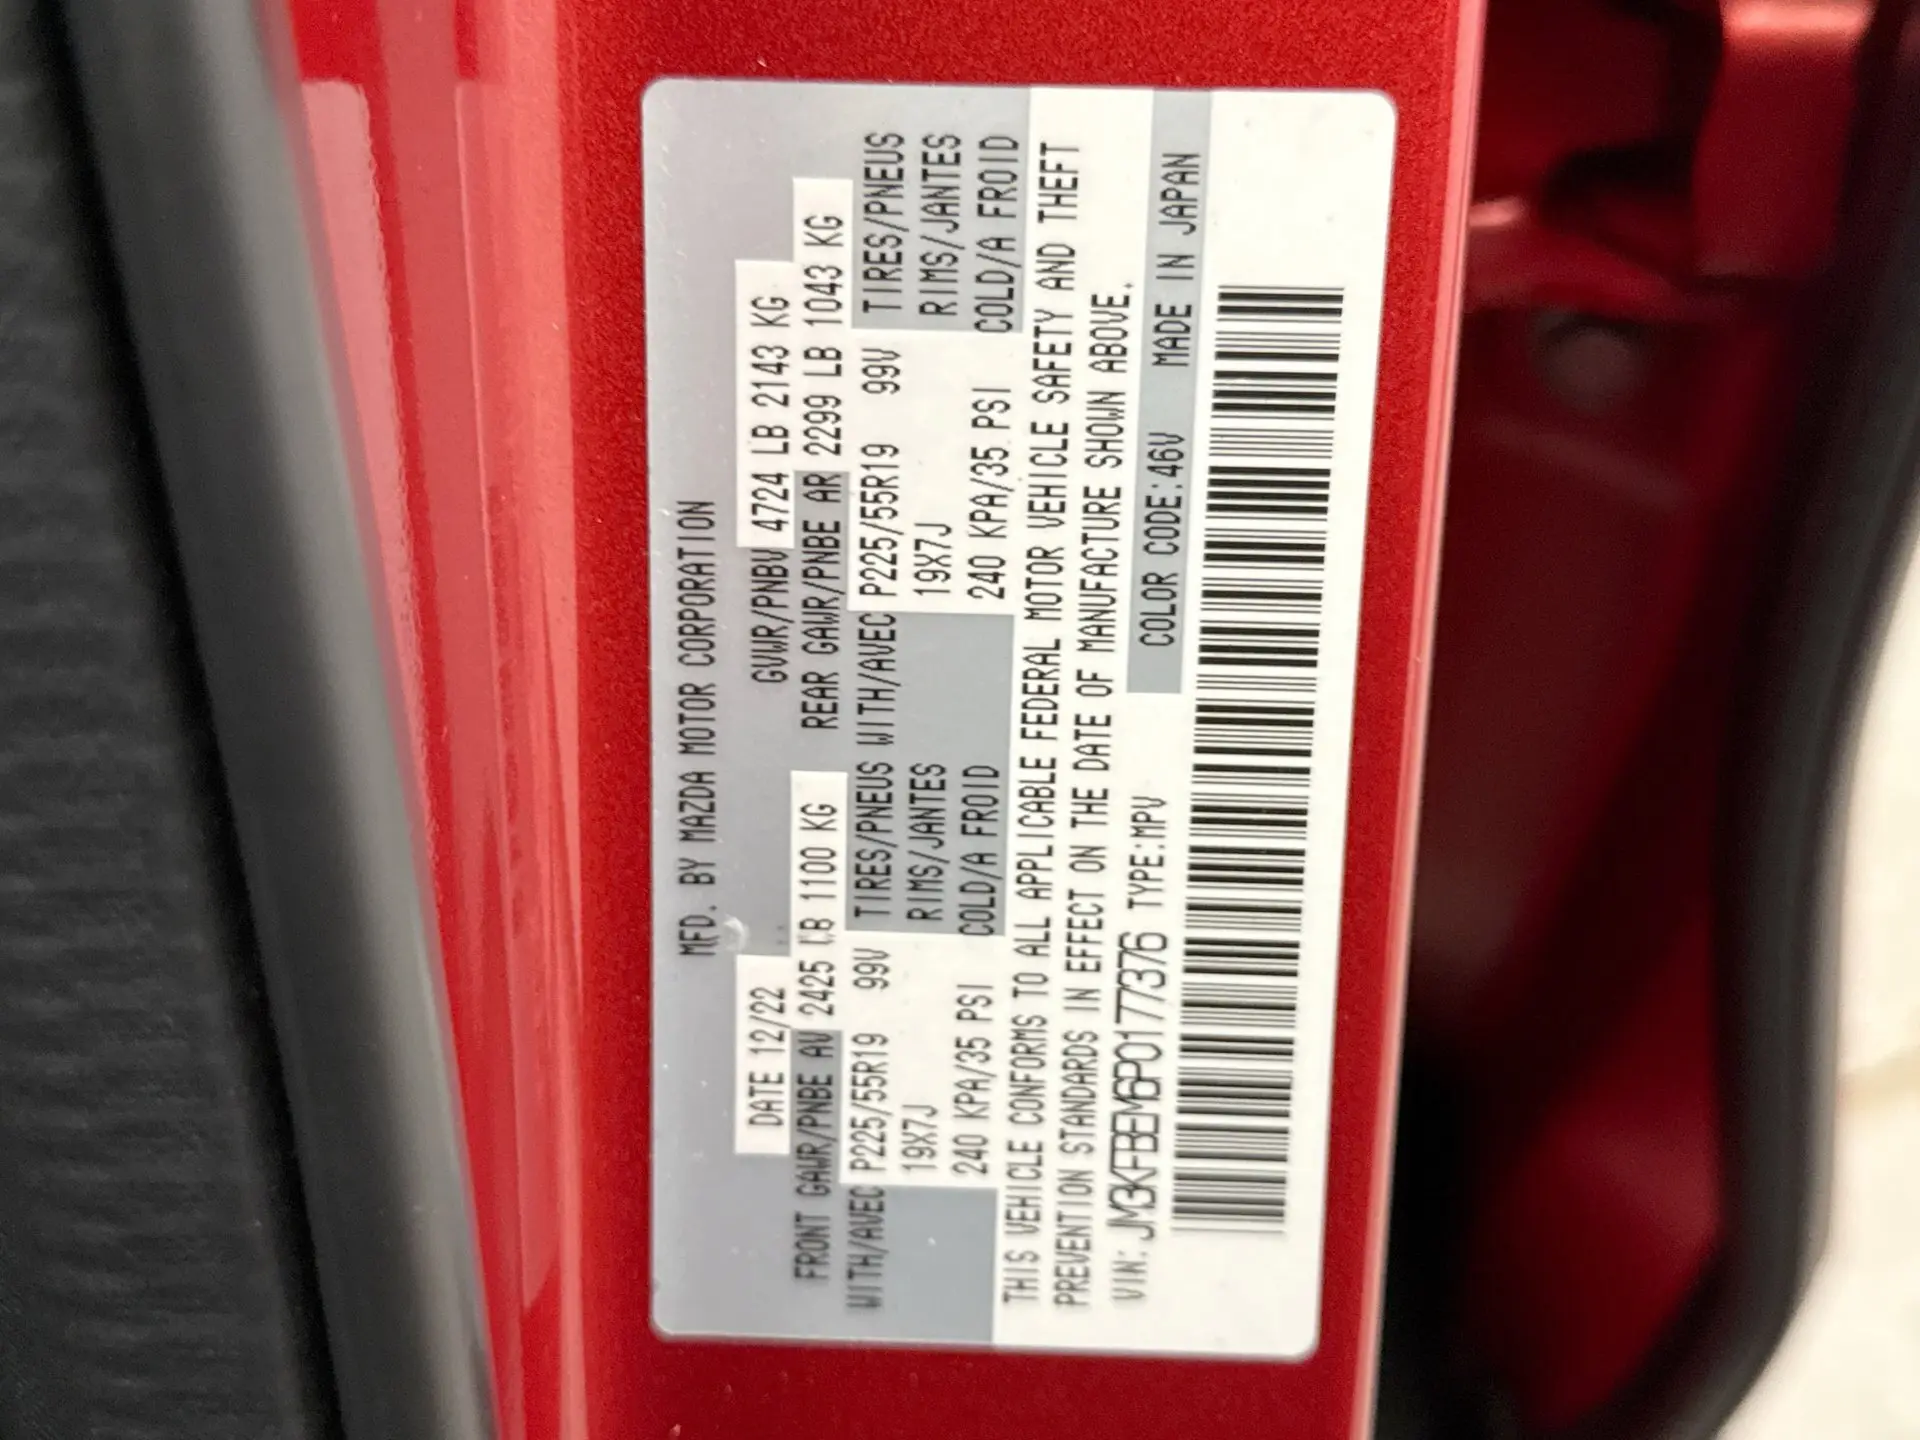 MFD. BY MAZDA MOTOR CORPORATION
DATE 12/22 GVWR/PNBV 4724 LB 2143 KG
FRONT GAWR/PNBE AV 2425 LB 1100 KG REAR GAWR/PNBE AR 2299 LB 1043 KG
WITH/AVEC P225/55R19 99V TIRES/PNEUS WITH/AVEC P225/55R19 99V TIRES/PNEUS
19X7J RIMS/JANTES 19X7J RIMS/JANTES
240 KPA/35 PSI COLD/A FROID 240 KPA/35 PSI COLD/A FROID
THIS VEHICLE CONFORMS TO ALL APPLICABLE FEDERAL MOTOR VEHICLE SAFETY AND THEFT
PREVENTION STANDARDS IN EFFECT ON THE DATE OF MANUFACTURE SHOWN ABOVE.
VIN: JM3KFBEM6P0177376 TYPE:MPV COLOR CODE:46V MADE IN JAPAN